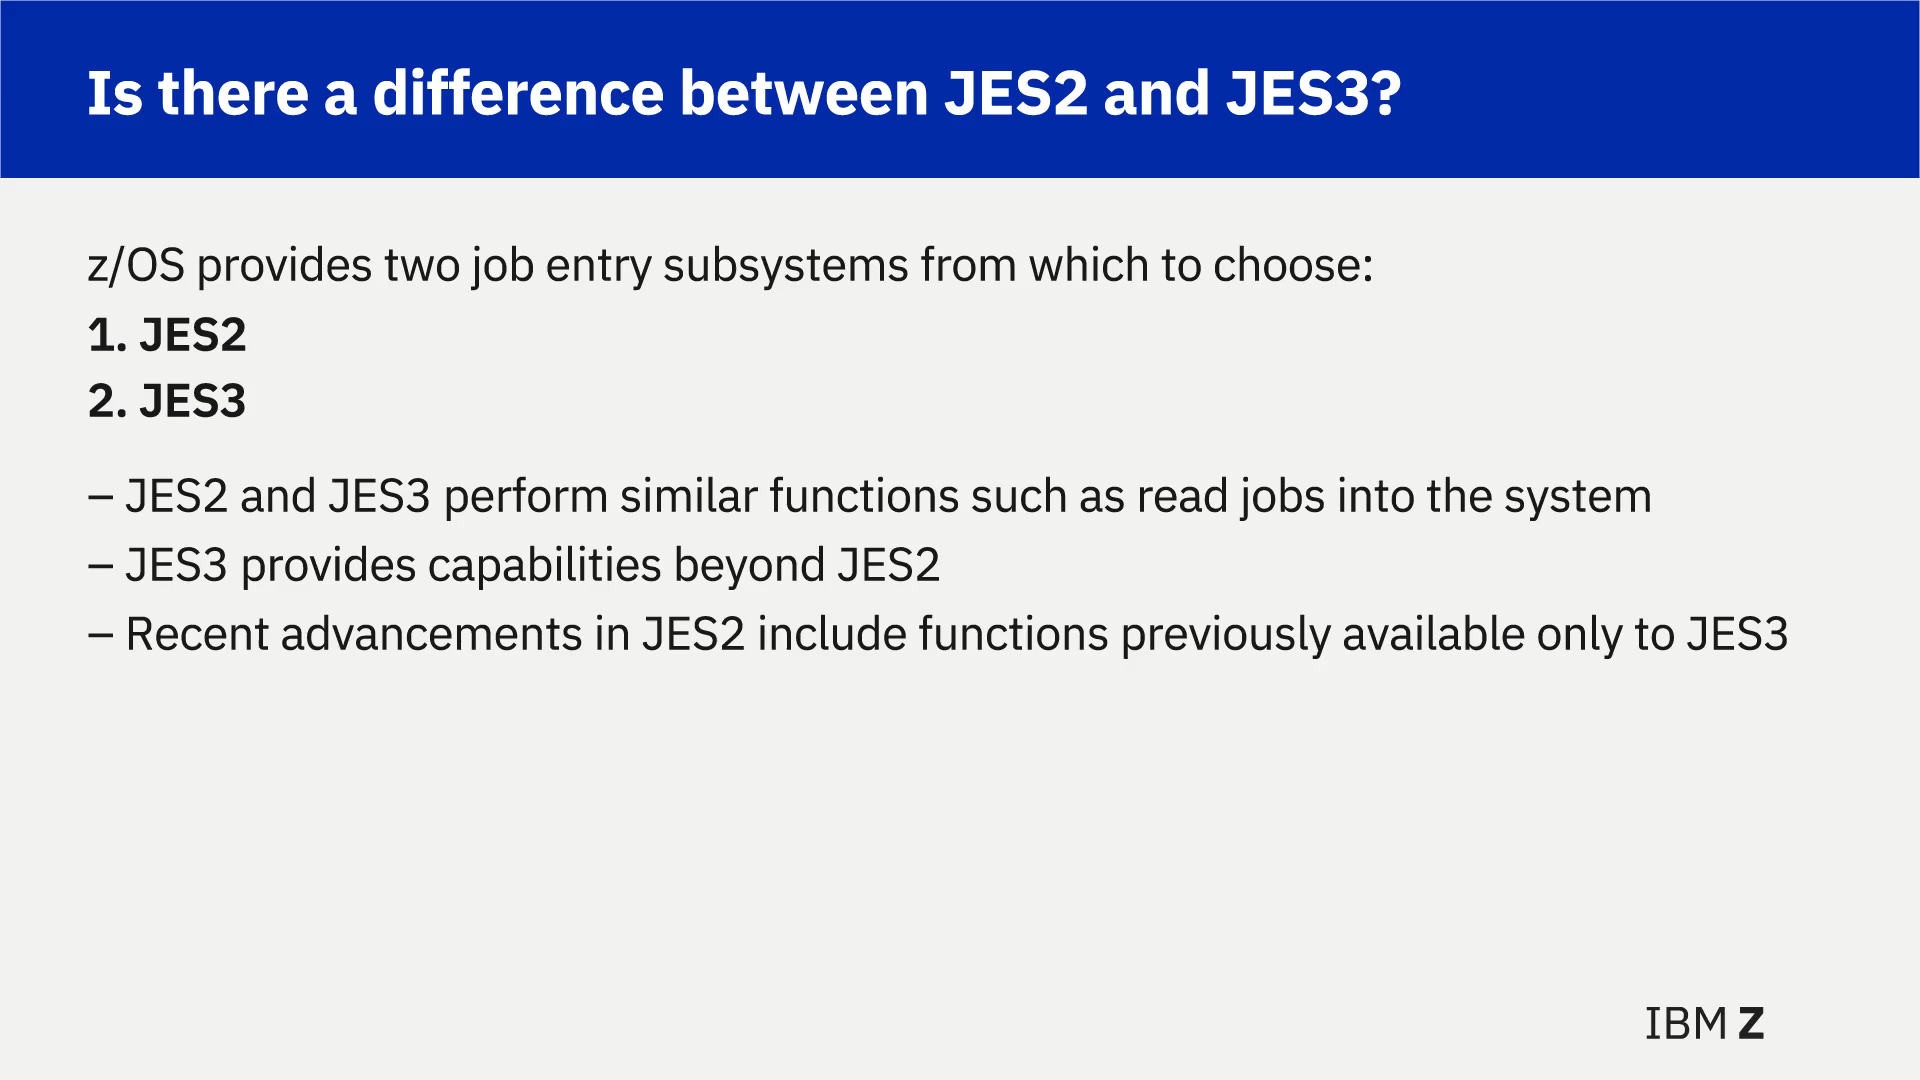 Is there a difference between JES2 and JES3?
z/OS provides two job entry subsystems from which to choose:
1. JES2
2. JES3
– JES2 and JES3 perform similar functions such as read jobs into the system
– JES3 provides capabilities beyond JES2
– Recent advancements in JES2 include functions previously available only to JES3
IBM Z